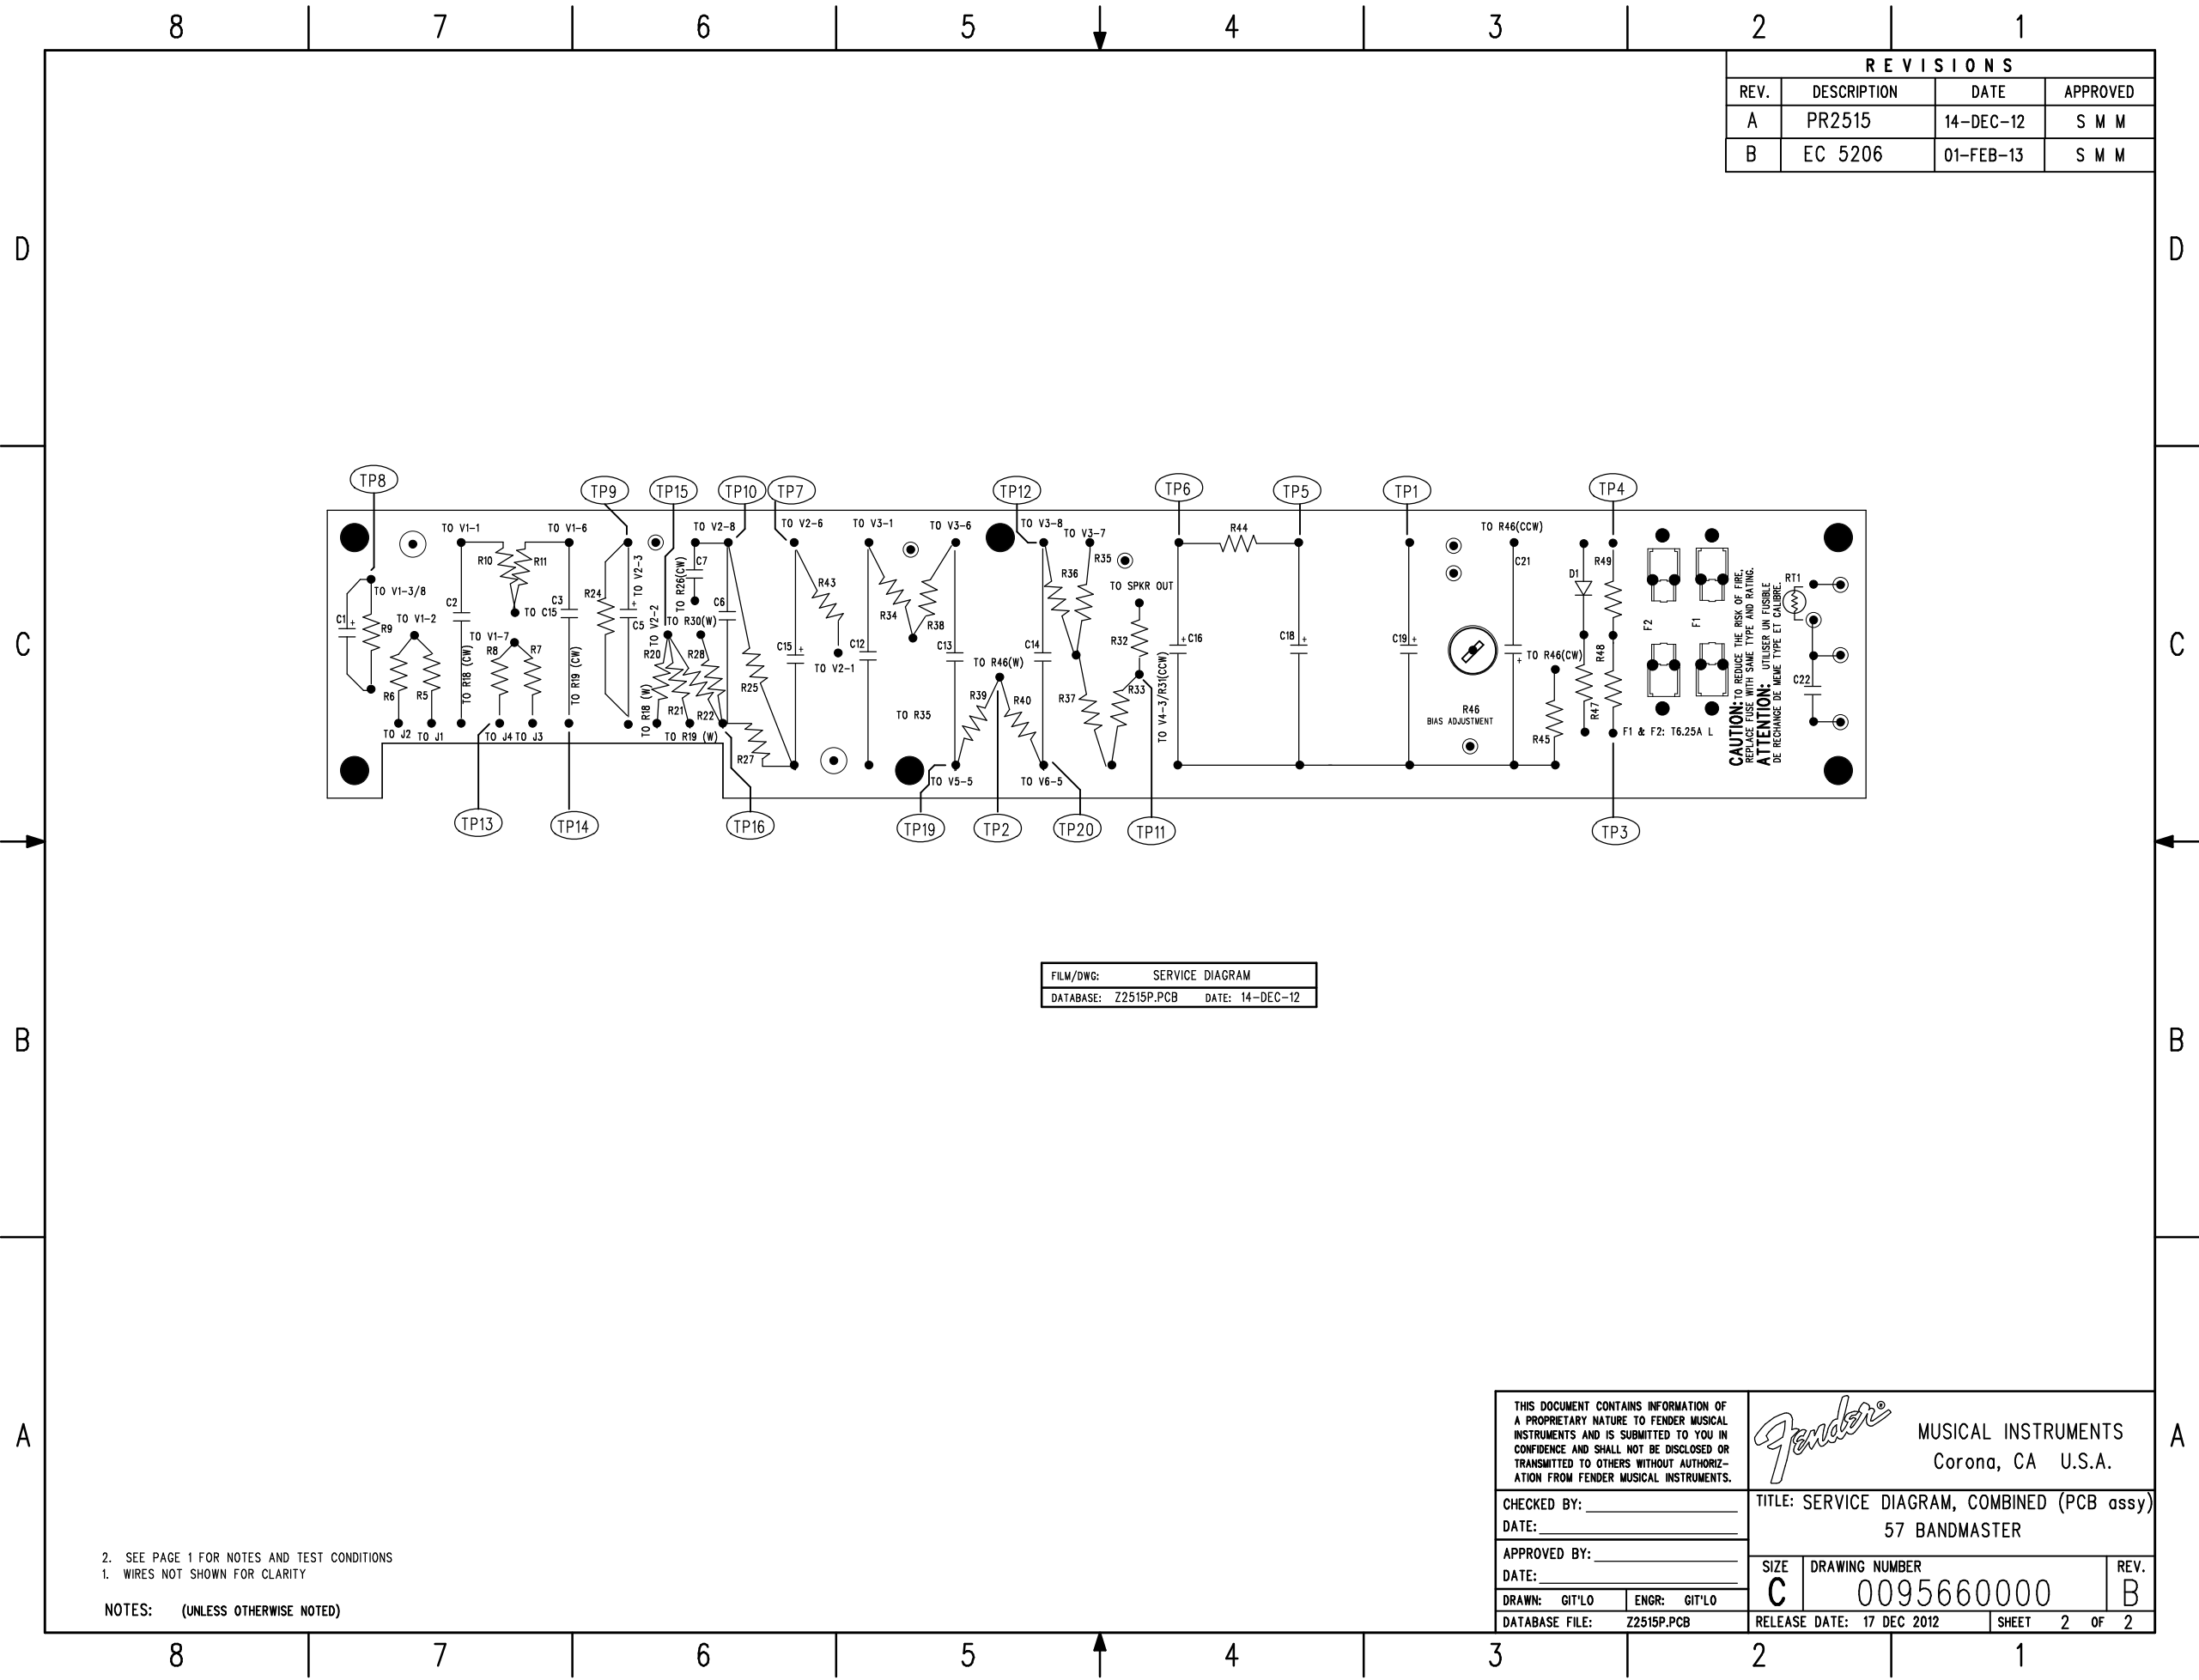 8 7 6 5 4 3 2 1
REVISIONS
REV. DESCRIPTION DATE APPROVED
A PR2515 14-DEC-12 S M M
B EC 5206 01-FEB-13 S M M
D D
TP8 TP9 TP15 TP10 TP7 TP12 TP6 TP5 TP1 TP4
TO V1-1 TO V1-6 TO V2-8 TO V2-6 TO V3-1 TO V3-6 TO V3-8 TO V3-7 R44 TO R46(CCW)
R10 R11 TO V2-3 C7 R35 C21 R49
TO V1-3/8 R24 TO R26(CW) R43 R36 TO SPKR OUT D1 RT1
C2 C3 TO C15 C6 R34 R38
C1 + R9 TO V1-2 + C5 TO V2-2 TO R30(W) F2 F1
C C
TO V1-7 R8 R7 R20 R28 C15 + C12 C13 C14 R32 + C16 C18 + C19 + R48
TO R18 (CW) TO R19 (CW) TO V2-1 TO R46(W) + TO R46(CW)
R6 R5 TO R18 (W) R21 R22 R25 R39 R40 R37 R33 TO V4-3/R31(CCW) C22
TO R35 R46
BIAS ADJUSTMENT R47
TO J2 TO J1 TO J4 TO J3 TO R19 (W) R45 F1 & F2: T6.25A L
R27
TO V5-5 TO V6-5
CAUTION: TO REDUCE THE RISK OF FIRE,
REPLACE FUSE WITH SAME TYPE AND RATING.
ATTENTION: UTILISER UN FUSIBLE
DE RECHANGE DE MEME TYPE ET CALIBRE.
TP13 TP14 TP16 TP19 TP2 TP20 TP11 TP3
FILM/DWG: SERVICE DIAGRAM
DATABASE: Z2515P.PCB DATE: 14-DEC-12
B B
THIS DOCUMENT CONTAINS INFORMATION OF
A PROPRIETARY NATURE TO FENDER MUSICAL
INSTRUMENTS AND IS SUBMITTED TO YOU IN
CONFIDENCE AND SHALL NOT BE DISCLOSED OR
TRANSMITTED TO OTHERS WITHOUT AUTHORIZ-
ATION FROM FENDER MUSICAL INSTRUMENTS.
Fender®
MUSICAL INSTRUMENTS
Corona, CA U.S.A.
A A
CHECKED BY:
DATE:
APPROVED BY:
DATE:
DRAWN: GIT'LO ENGR: GIT'LO
DATABASE FILE: Z2515P.PCB
TITLE: SERVICE DIAGRAM, COMBINED (PCB assy)
57 BANDMASTER
SIZE DRAWING NUMBER REV.
C 0095660000 B
RELEASE DATE: 17 DEC 2012 SHEET 2 OF 2
2. SEE PAGE 1 FOR NOTES AND TEST CONDITIONS
1. WIRES NOT SHOWN FOR CLARITY
NOTES: (UNLESS OTHERWISE NOTED)
8 7 6 5 4 3 2 1